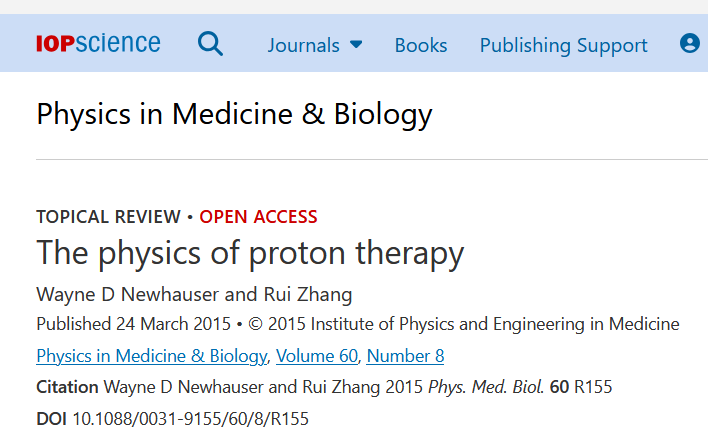 IOPscience Journals Books Publishing Support
Physics in Medicine & Biology
TOPICAL REVIEW • OPEN ACCESS
The physics of proton therapy
Wayne D Newhauser and Rui Zhang
Published 24 March 2015 • © 2015 Institute of Physics and Engineering in Medicine
Physics in Medicine & Biology, Volume 60, Number 8
Citation Wayne D Newhauser and Rui Zhang 2015 Phys. Med. Biol. 60 R155
DOI 10.1088/0031-9155/60/8/R155